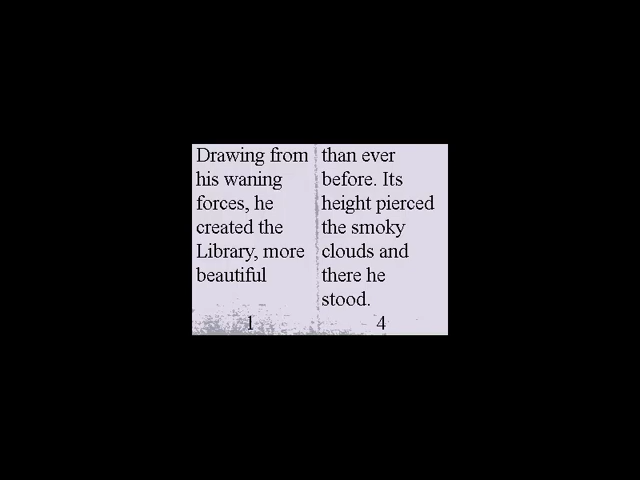 Drawing from
his waning
forces, he
created the
Library, more
beautiful
1
than ever
before. Its
height pierced
the smoky
clouds and
there he
stood.
4